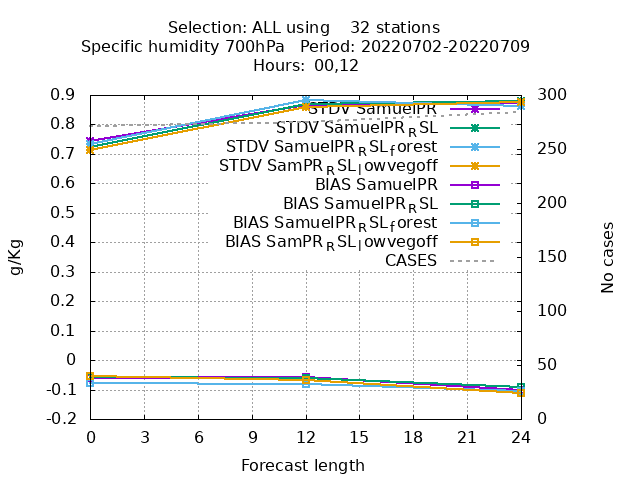 Selection: ALL using    32 stations
Specific humidity 700hPa   Period: 20220702-20220709
Hours:  00,12
0.9
0.8
0.7
0.6
0.5
0.4
0.3
0.2
0.1
0
-0.1
-0.2
g/Kg
STDV SamuelPR
STDV SamuelPR_RSL
STDV SamuelPR_RSL_forest
STDV SamPR_RSL_lowvegoff
BIAS SamuelPR
BIAS SamuelPR_RSL
BIAS SamuelPR_RSL_forest
BIAS SamPR_RSL_lowvegoff
CASES
300
250
200
150
100
50
0
No cases
0 3 6 9 12 15 18 21 24
Forecast length